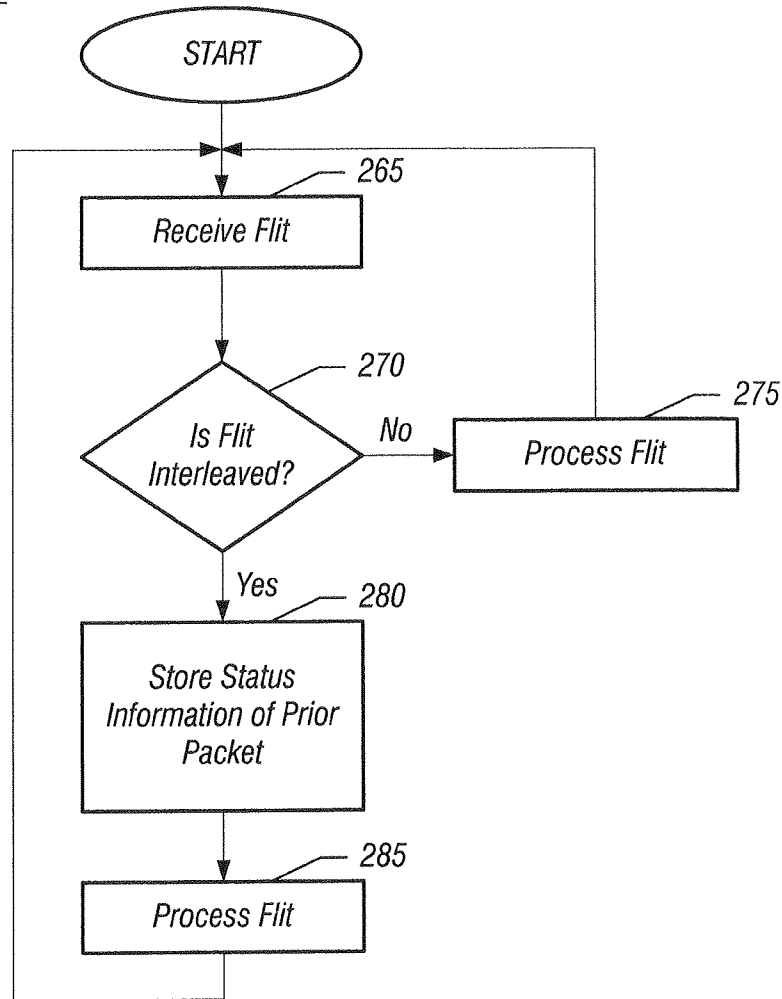 START
265
Receive Flit
270
Is Flit
Interleaved?
No
275
Process Flit
Yes
280
Store Status
Information of Prior
Packet
285
Process Flit